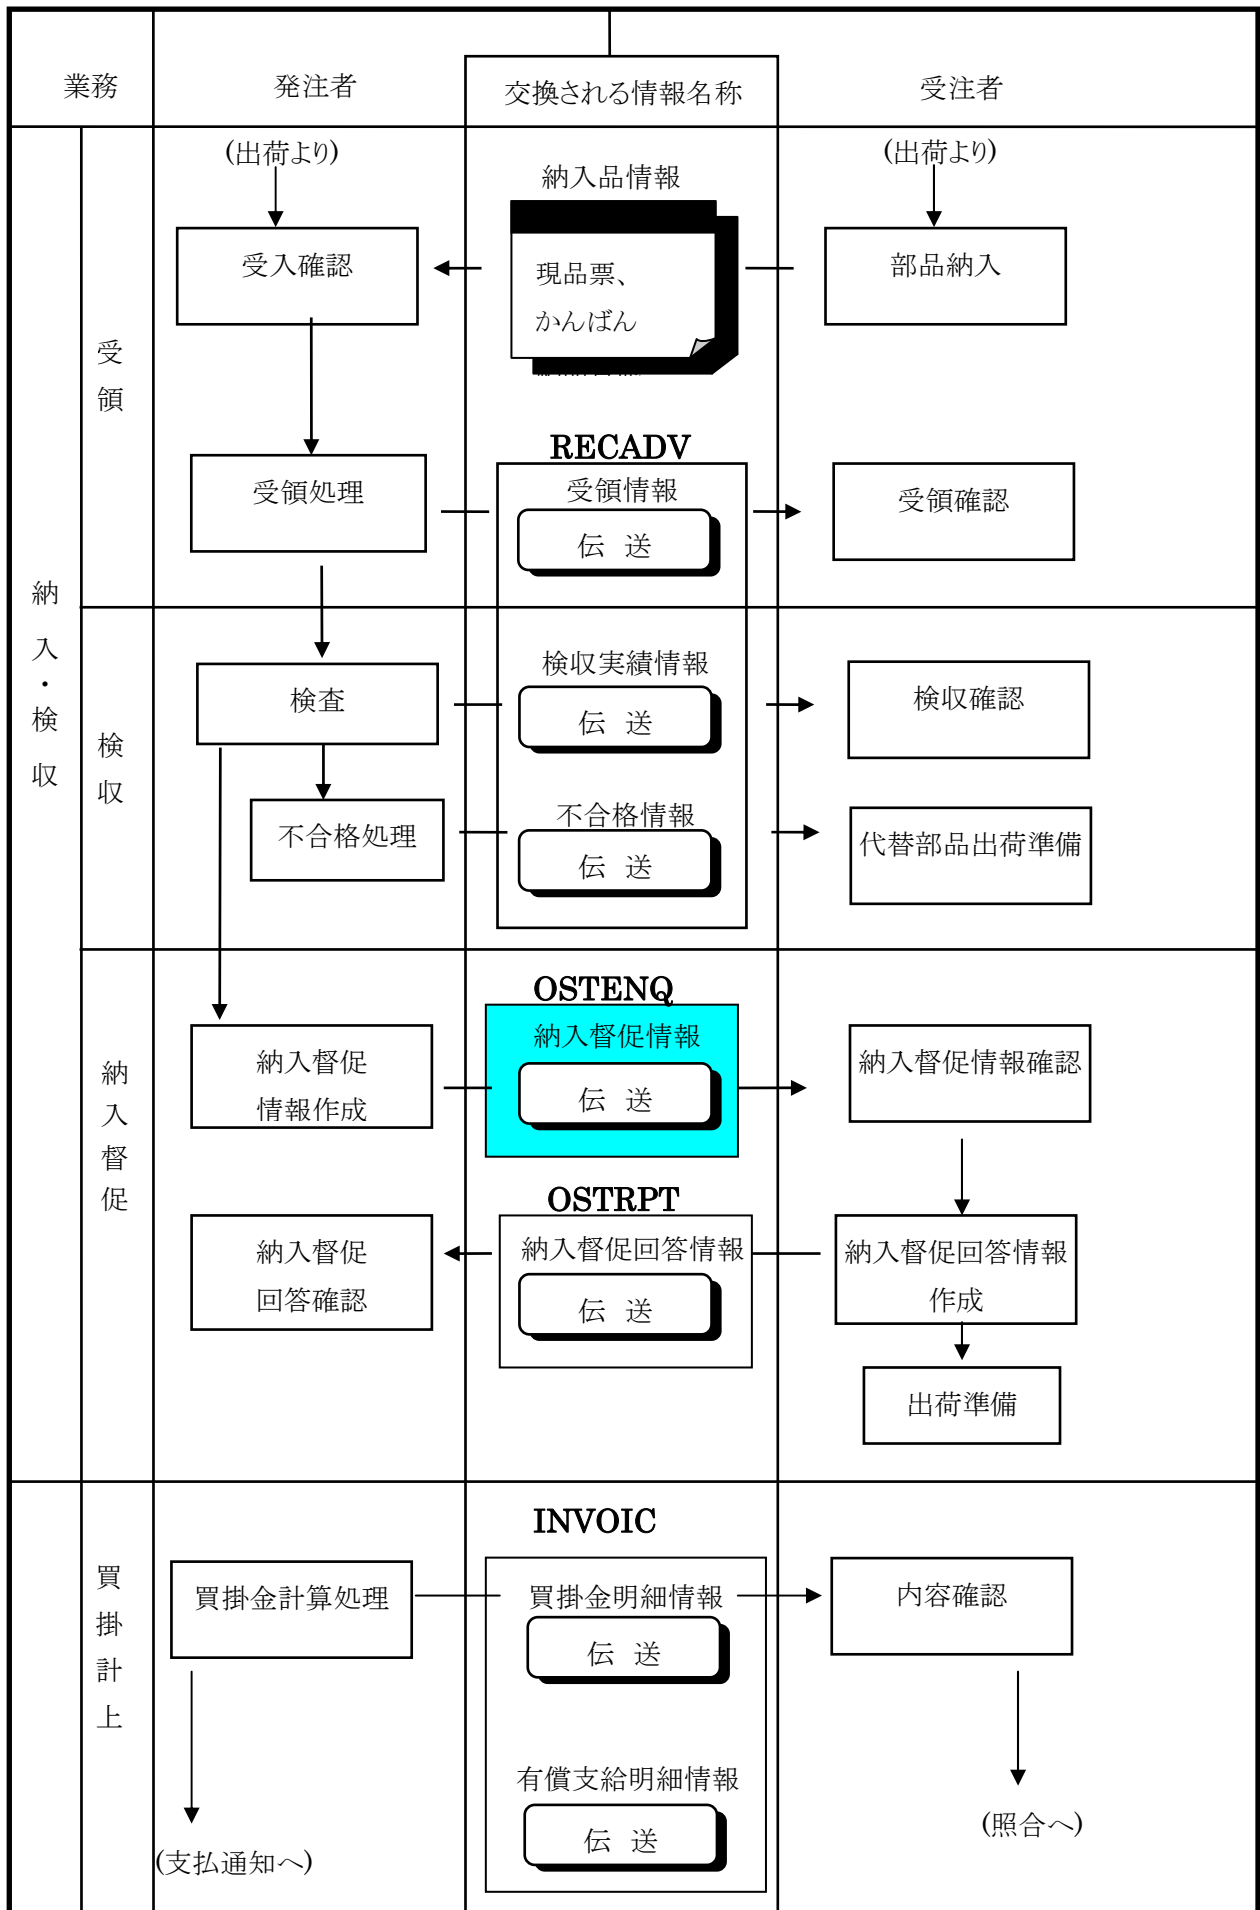 業務
発注者
交換される情報名称
受注者
納入・検収
受領
(出荷より)
納入品情報
(出荷より)
受入確認
現品票、
かんばん
部品納入
RECADV
受領処理
受領情報
伝 送
受領確認
検収
検査
検収実績情報
伝 送
検収確認
不合格処理
不合格情報
伝 送
代替部品出荷準備
納入督促
OSTENQ
納入督促
情報作成
納入督促情報
伝 送
納入督促情報確認
OSTRPT
納入督促
回答確認
納入督促回答情報
伝 送
納入督促回答情報
作成
出荷準備
買掛計上
INVOIC
買掛金計算処理
買掛金明細情報
伝 送
内容確認
有償支給明細情報
伝 送
(支払通知へ)
(照合へ)